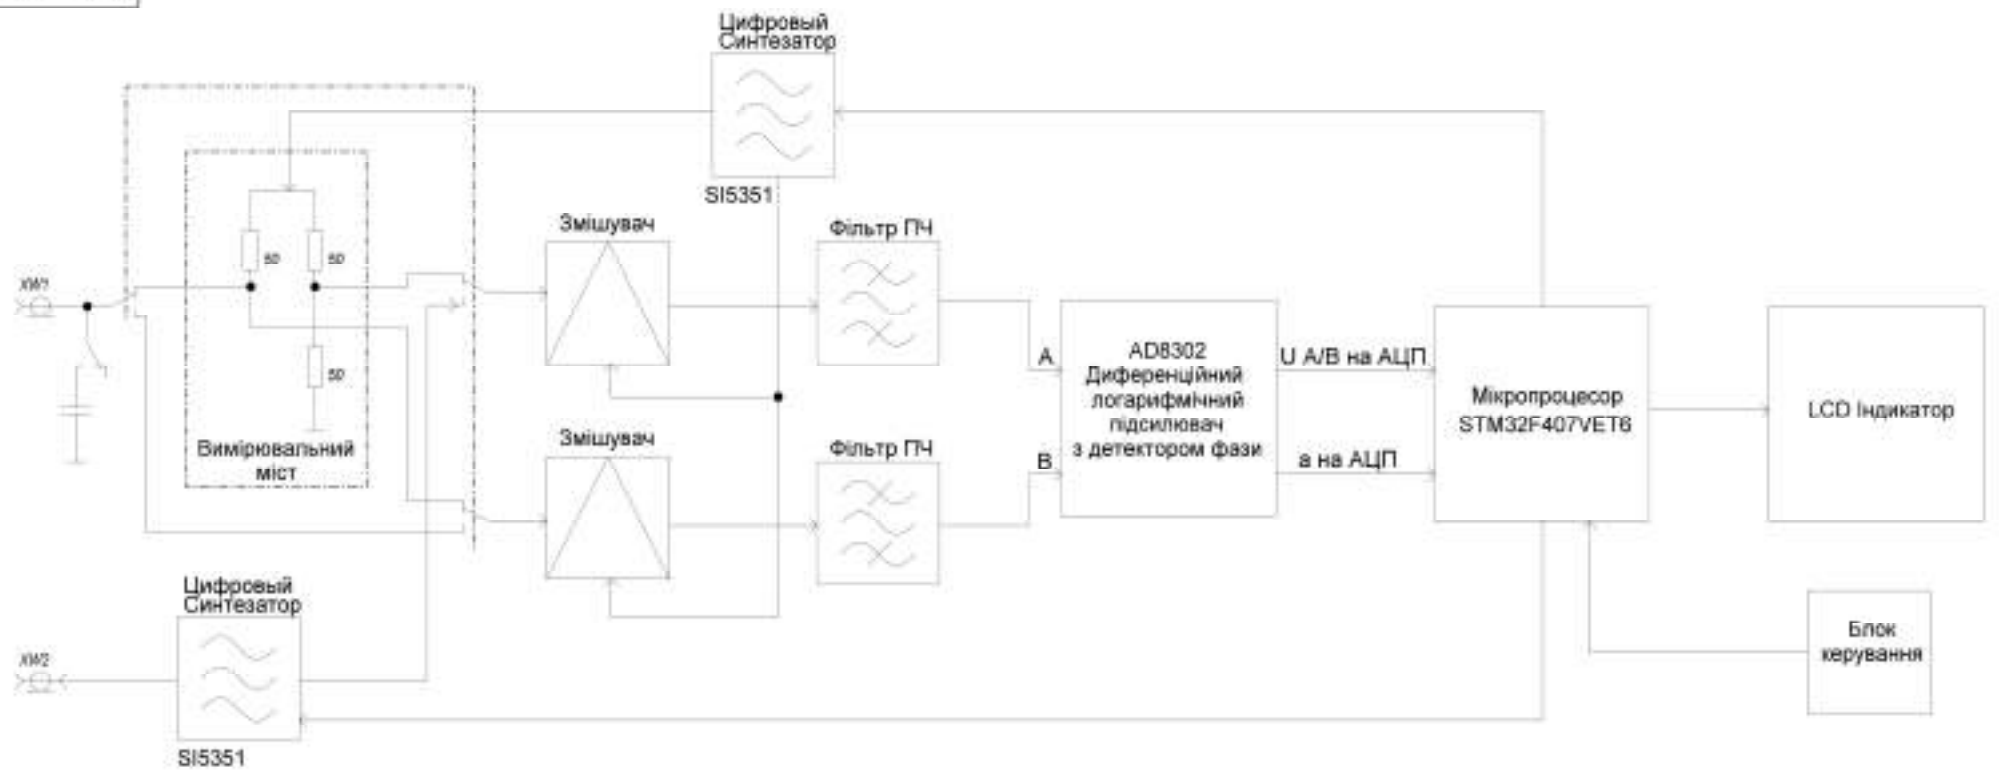 Цифровый
Синтезатор
SI5351
Змішувач
Фільтр ПЧ
XW1
50
50
50
Вимірювальний
міст
A
AD8302
Диференційний
логарифмічний
підсилювач
з детектором фази
U A/B на АЦП
Мікропроцесор
STM32F407VET6
LCD Індикатор
Змішувач
Фільтр ПЧ
B
a на АЦП
Цифровый
Синтезатор
XW2
SI5351
Блок
керування